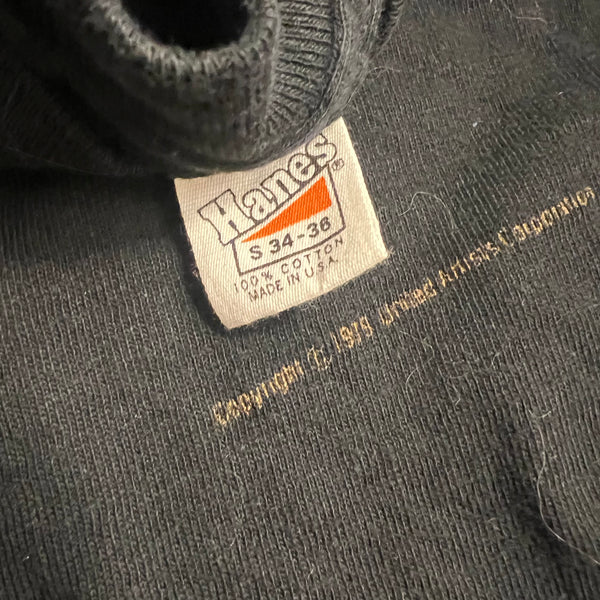 Hanes®
S 34-36
100% COTTON
MADE IN U.S.A.
Copyright © 1979 United Artists Corporation